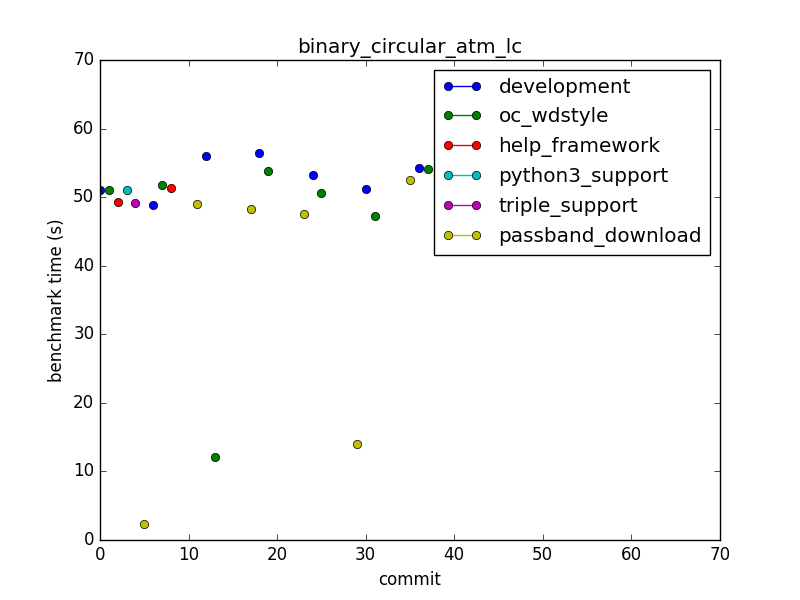 binary_circular_atm_lc
development
oc_wdstyle
help_framework
python3_support
triple_support
passband_download
benchmark time (s)
70
60
50
40
30
20
10
0
0 10 20 30 40 50 60 70
commit